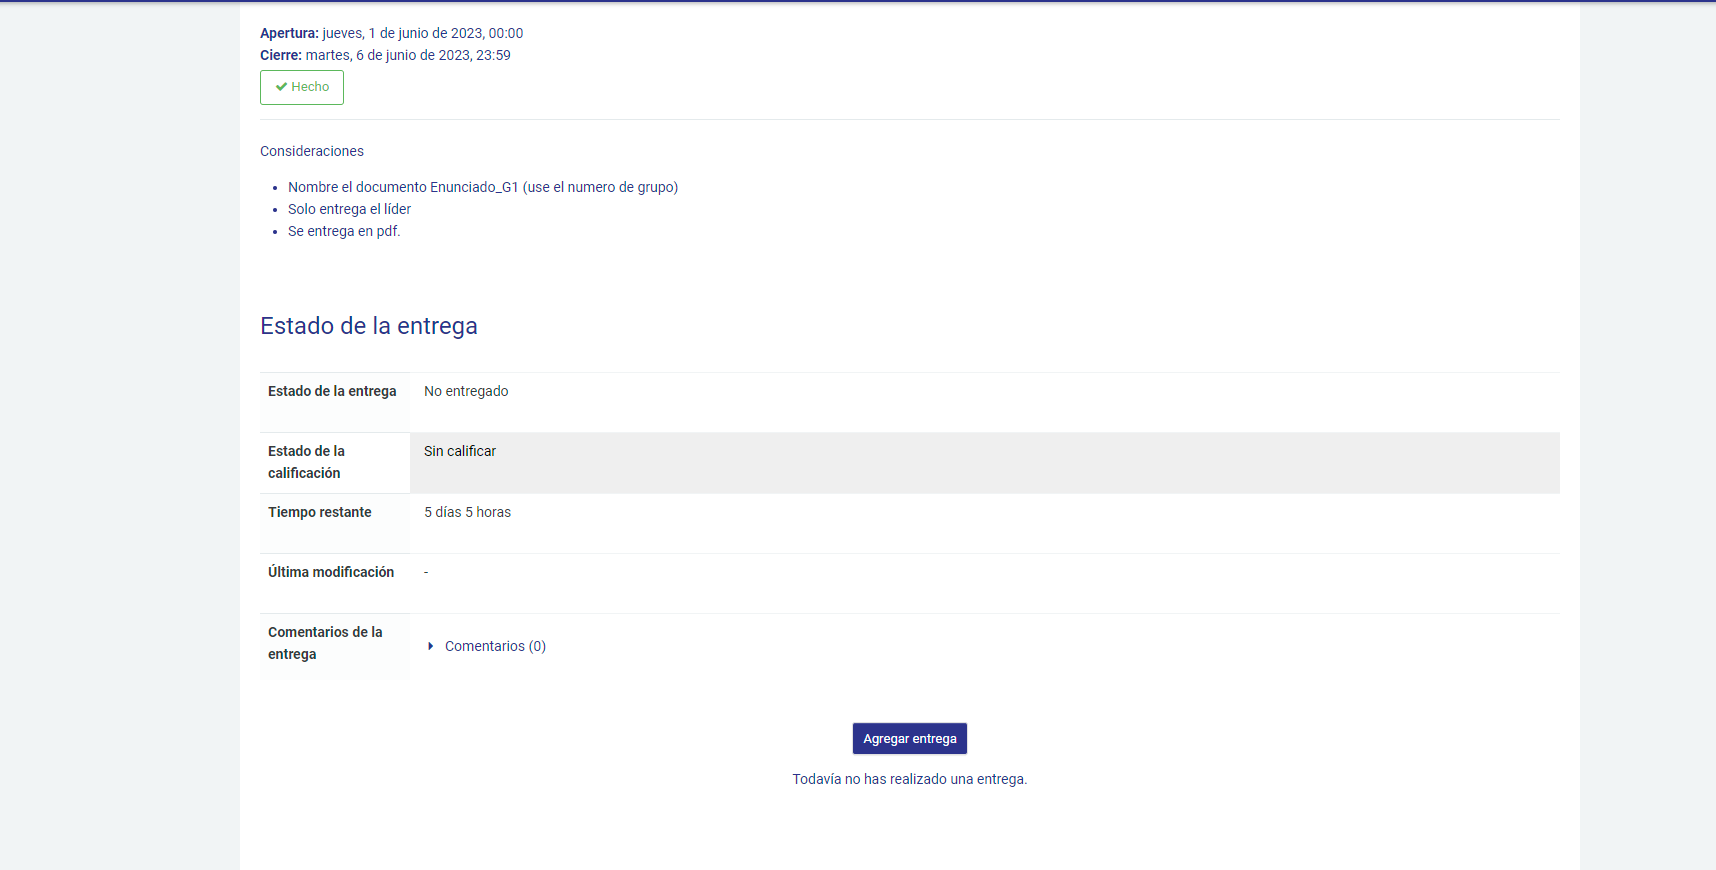 Apertura: jueves, 1 de junio de 2023, 00:00
Cierre: martes, 6 de junio de 2023, 23:59
Hecho
Consideraciones
Nombre el documento Enunciado_G1 (use el numero de grupo)
Solo entrega el líder
Se entrega en pdf.
Estado de la entrega
Estado de la entrega No entregado
Estado de la
calificación
Sin calificar
Tiempo restante 5 días 5 horas
Última modificación -
Comentarios de la
entrega
Comentarios (0)
Agregar entrega
Todavía no has realizado una entrega.